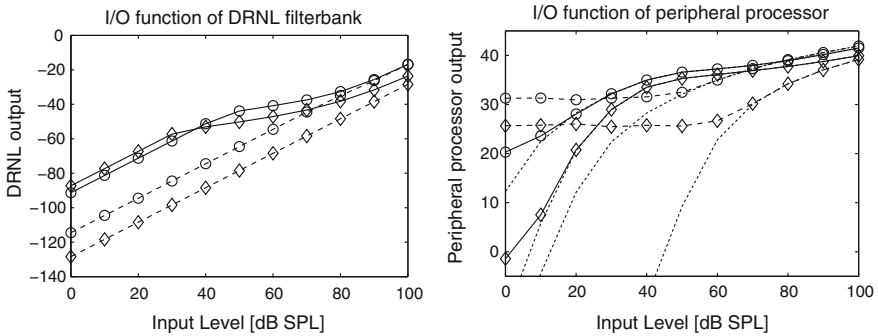 I/O function of DRNL filterbank
0
−20
−40
−60
−80
−100
−120
−140
DRNL output
0 20 40 60 80 100
Input Level [dB SPL]
I/O function of peripheral processor
40
30
20
10
0
Peripheral processor output
0 20 40 60 80 100
Input Level [dB SPL]